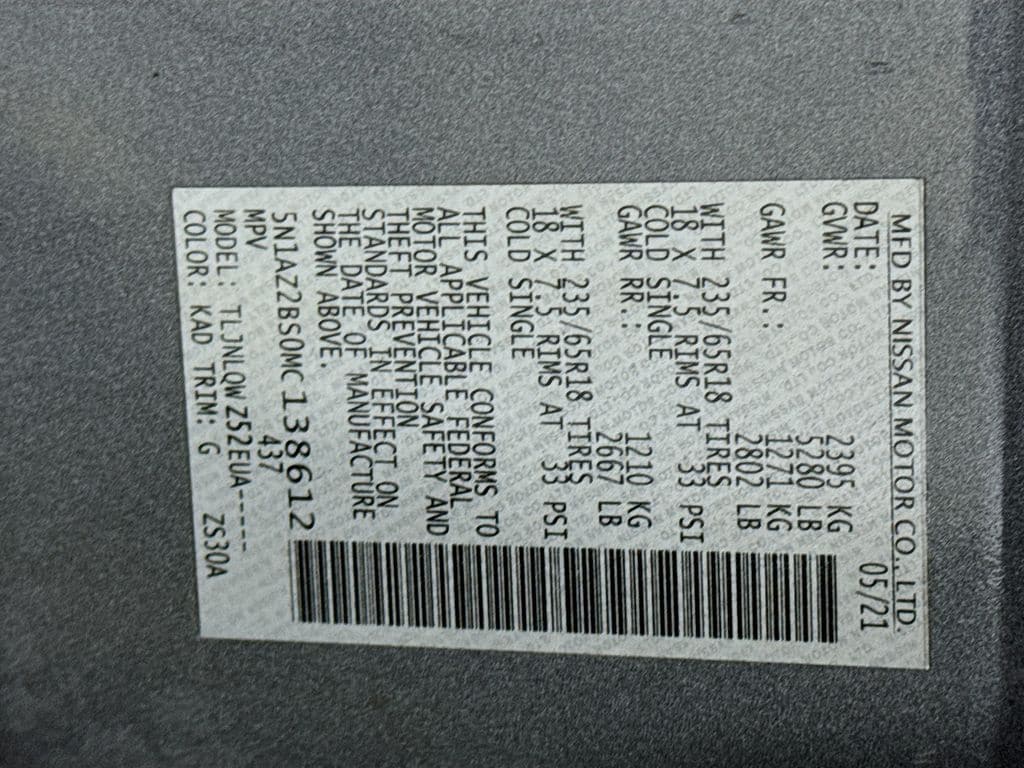 MFD BY NISSAN MOTOR CO., LTD.
DATE: 05/21
GVWR: 2395 KG
5280 LB
GAWR FR.: 1271 KG
2802 LB
WITH 235/65R18 TIRES
18 X 7.5 RIMS AT 33 PSI
COLD SINGLE
GAWR RR.: 1210 KG
2667 LB
WITH 235/65R18 TIRES
18 X 7.5 RIMS AT 33 PSI
COLD SINGLE
THIS VEHICLE CONFORMS TO
ALL APPLICABLE FEDERAL
MOTOR VEHICLE SAFETY AND
THEFT PREVENTION
STANDARDS IN EFFECT ON
THE DATE OF MANUFACTURE
SHOWN ABOVE.
5N1AZ2BS0MC138612
MPV 437
MODEL: TLJNLQWZ52EUA-----
COLOR: KAD TRIM: G ZS30A